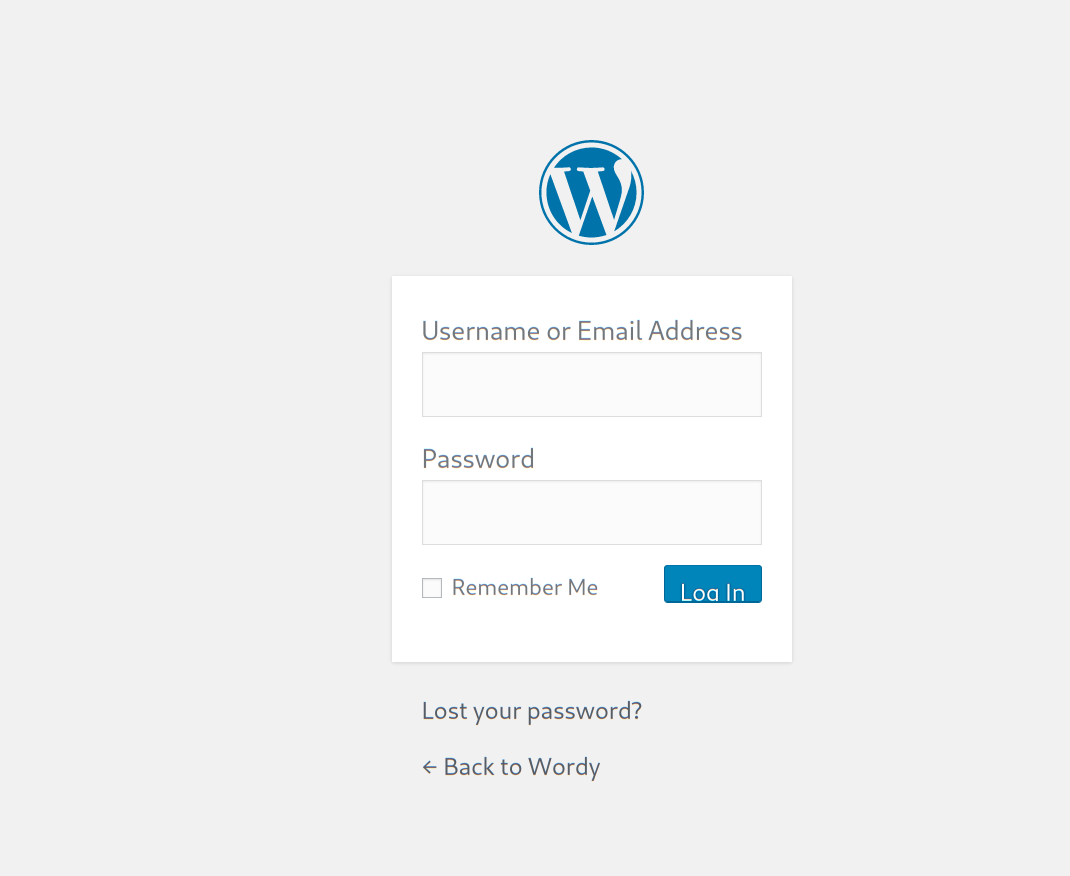 Username or Email Address
Password
Remember Me
Log In
Lost your password?
← Back to Wordy